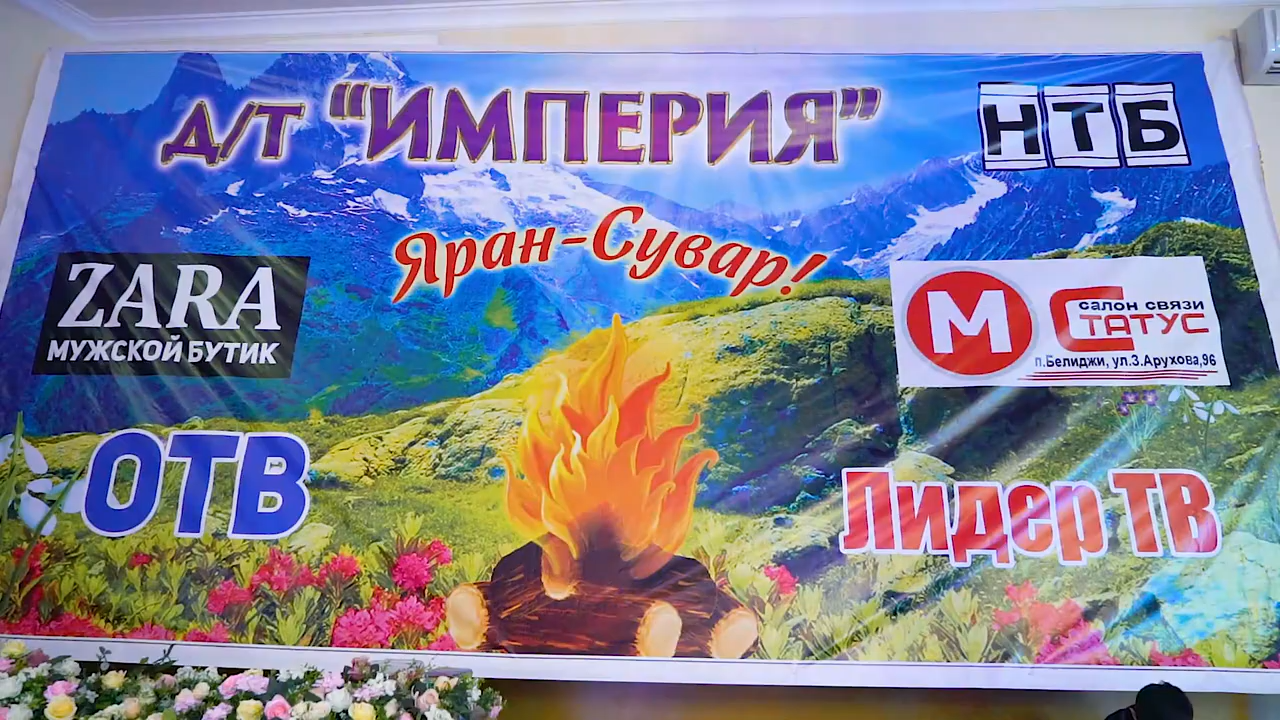 Д/Т "ИМПЕРИЯ"
НТБ
Яран-Сувар!
ZARA
МУЖСКОЙ БУТИК
М
САЛОН СВЯЗИ
СТАТУС
п.Белиджи, ул.З.Арухова,96
ОТВ
Лидер ТВ